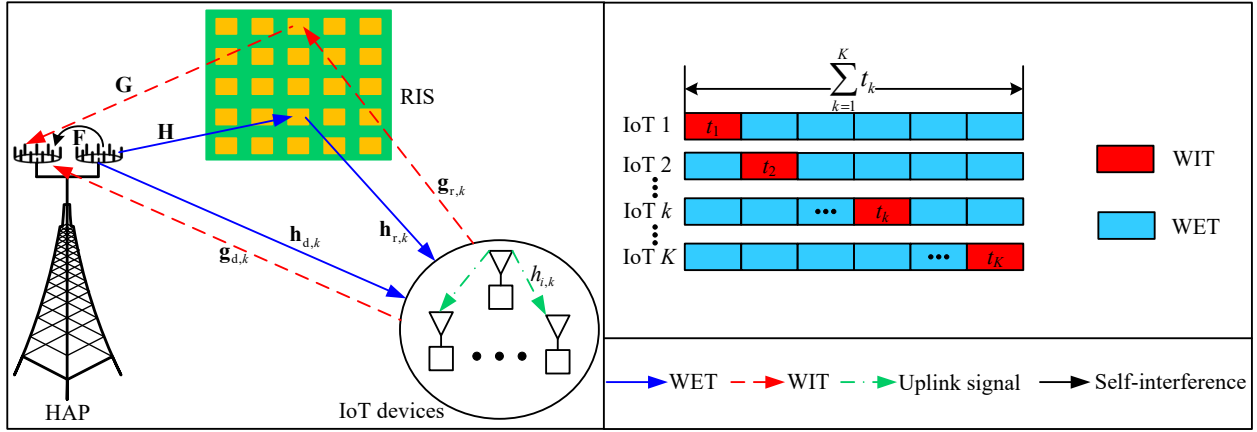 G
RIS
F
H
g_{r,k}
h_{d,k}
h_{r,k}
g_{d,k}
h_{i,k}
HAP
IoT devices
\sum_{k=1}^{K} t_k
IoT 1
t_1
IoT 2
t_2
IoT k
••• t_k
IoT K
••• t_K
WIT
WET
WET
WIT
Uplink signal
Self-interference